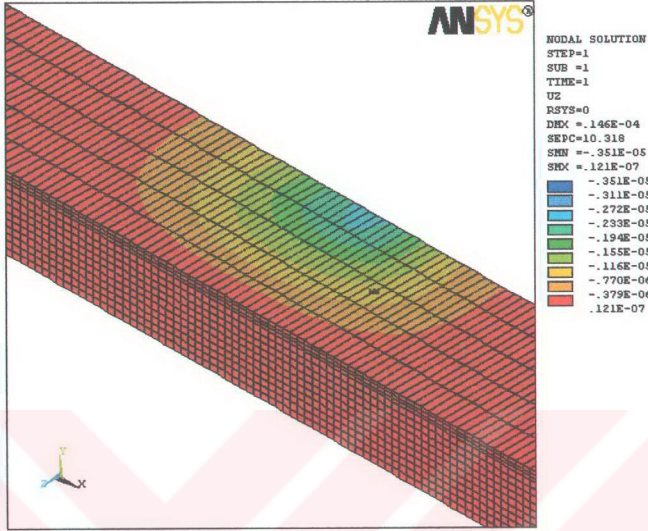 ANSYS®
NODAL SOLUTION
STEP=1
SUB =1
TIME=1
UZ
RSYS=0
DMX =.146E-04
SEPC=10.318
SMN =-.351E-05
SMX =.121E-07
-.351E-05
-.311E-05
-.272E-05
-.233E-05
-.194E-05
-.155E-05
-.116E-05
-.770E-06
-.379E-06
.121E-07
Y
Z X